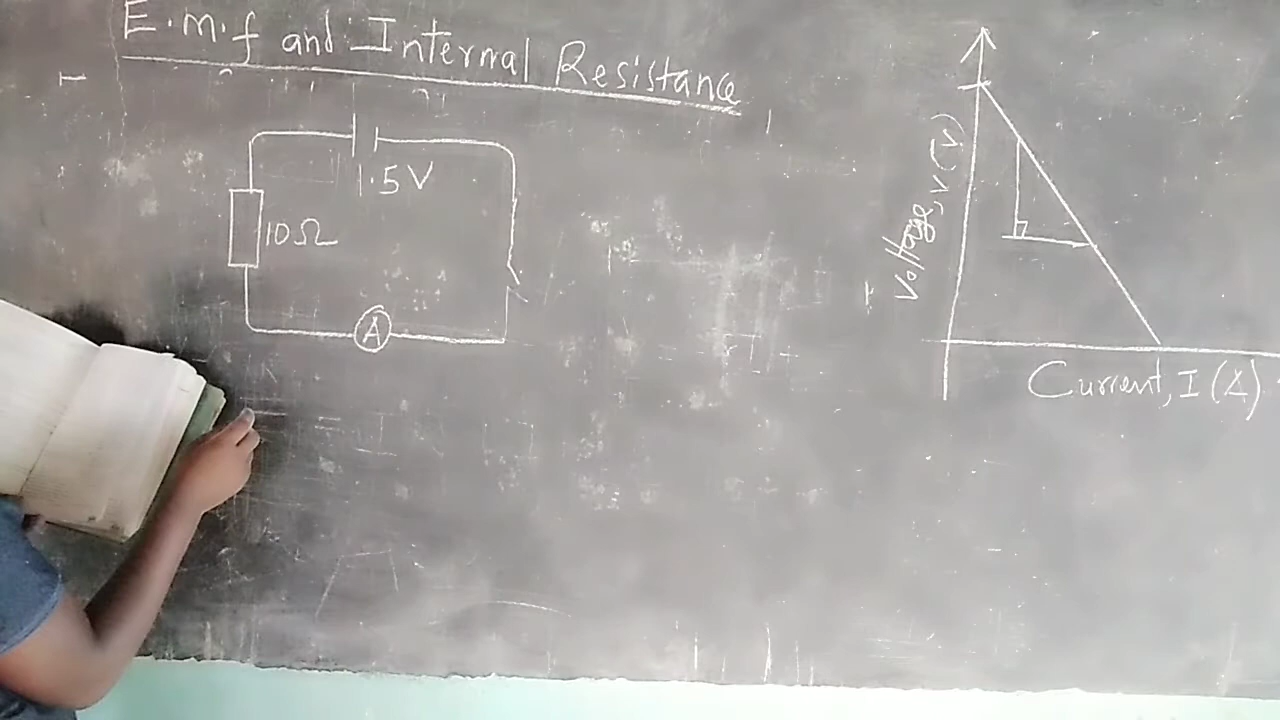 E.m.f and Internal Resistance
1.5V
10Ω
A
Voltage, V (V)
Current, I (A)